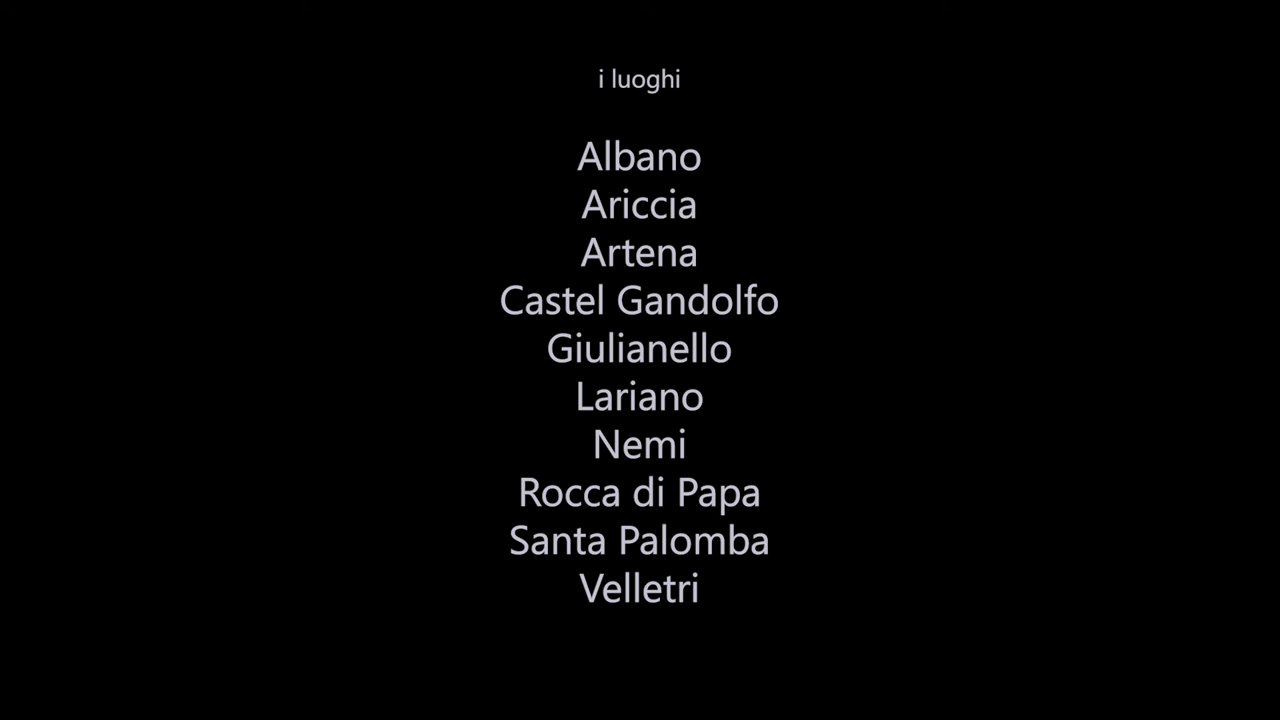 i luoghi
Albano
Ariccia
Artena
Castel Gandolfo
Giulianello
Lariano
Nemi
Rocca di Papa
Santa Palomba
Velletri